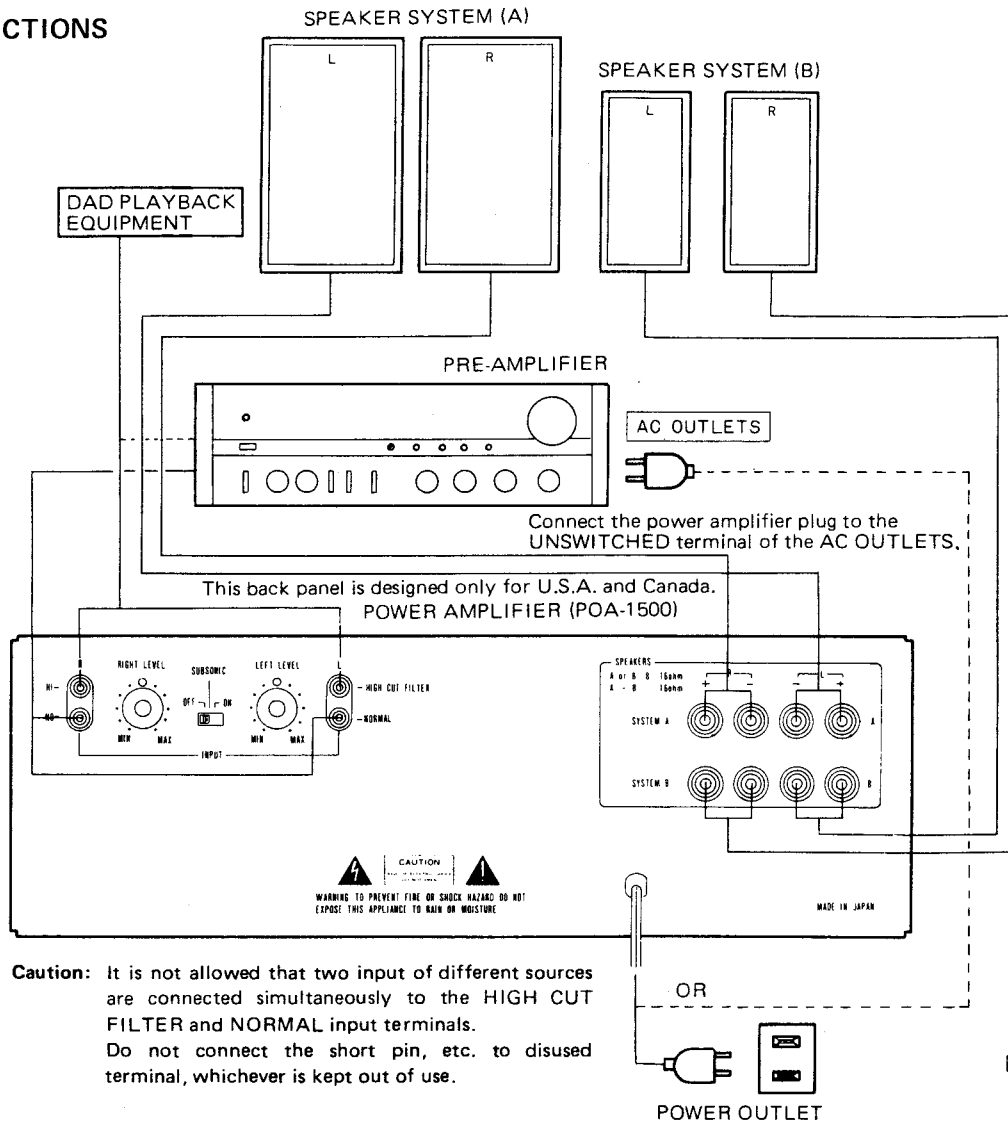 CTIONS
SPEAKER SYSTEM (A)
L
R
SPEAKER SYSTEM (B)
L
R
DAD PLAYBACK
EQUIPMENT
PRE-AMPLIFIER
AC OUTLETS
Connect the power amplifier plug to the
UNSWITCHED terminal of the AC OUTLETS.
This back panel is designed only for U.S.A. and Canada.
POWER AMPLIFIER (POA-1500)
RIGHT LEVEL
SUBSONIC
LEFT LEVEL
L
HI-
OFF
ON
- HIGH CUT FILTER
NO-
- NORMAL
MIN
MAX
MIN
MAX
INPUT
SPEAKERS
A or B 8 16ohm
A - B 16ohm
R
L
+
-
-
+
SYSTEM A
A
SYSTEM B
B
CAUTION
WARNING TO PREVENT FIRE OR SHOCK HAZARD DO NOT
EXPOSE THIS APPLIANCE TO RAIN OR MOISTURE
MADE IN JAPAN
Caution: It is not allowed that two input of different sources
are connected simultaneously to the HIGH CUT
FILTER and NORMAL input terminals.
Do not connect the short pin, etc. to disused
terminal, whichever is kept out of use.
OR
POWER OUTLET